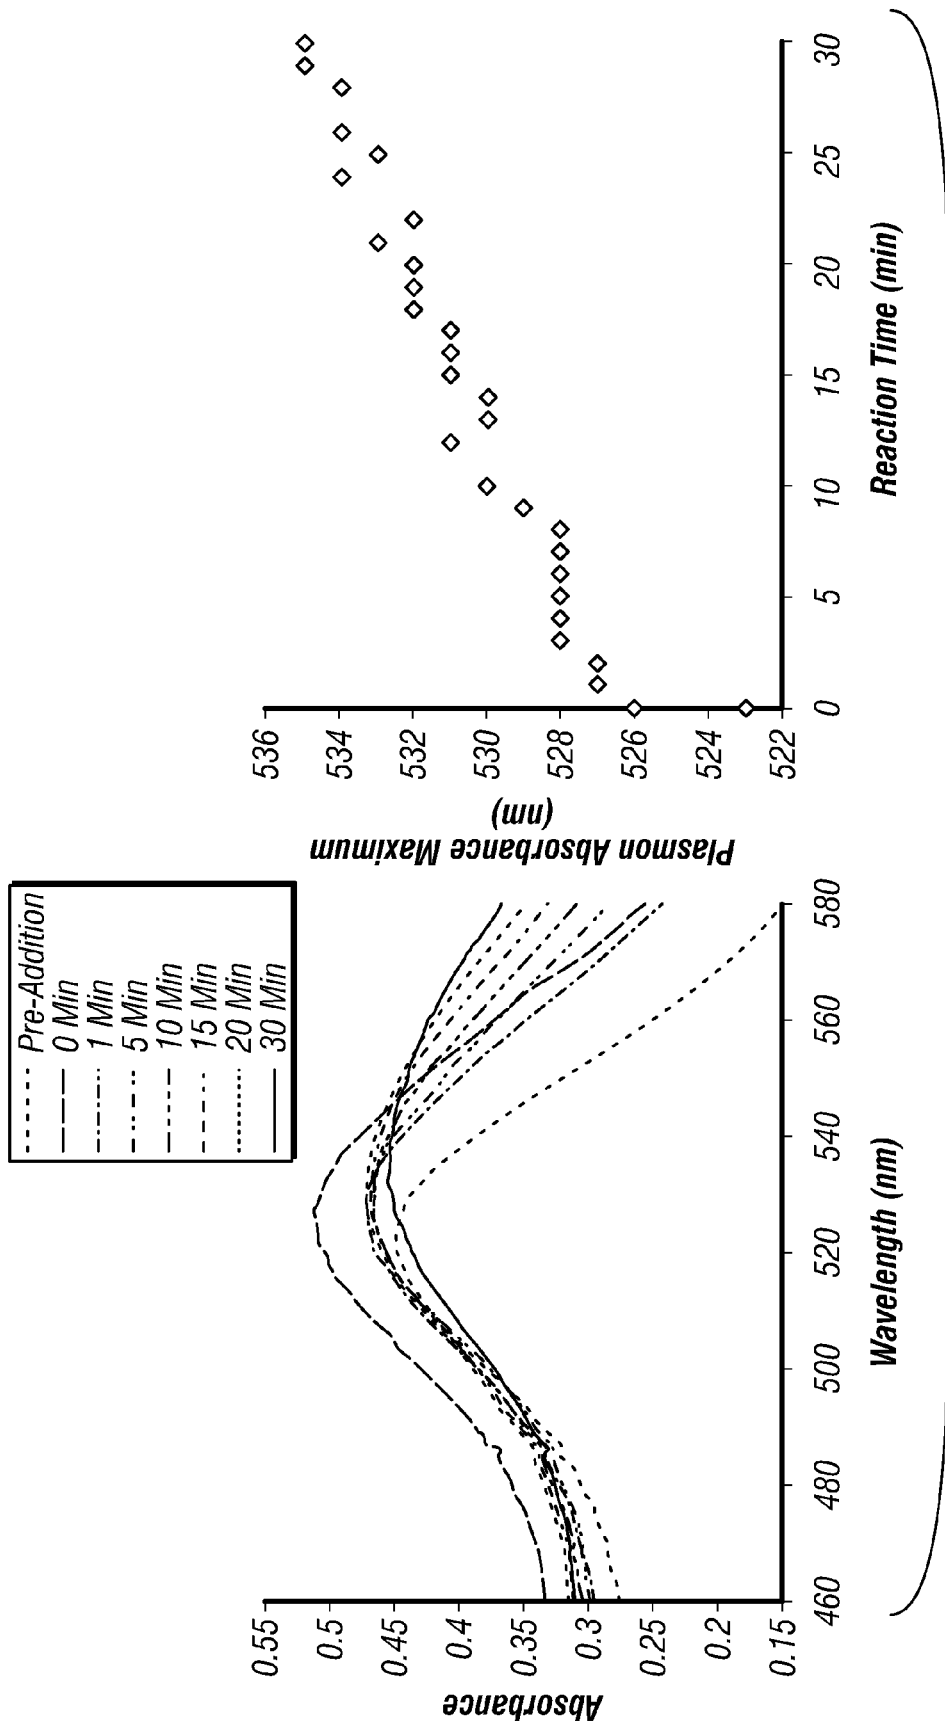 Pre-Addition
0 Min
1 Min
5 Min
10 Min
15 Min
20 Min
30 Min
Absorbance
0.55
0.5
0.45
0.4
0.35
0.3
0.25
0.2
0.15
460
480
500
520
540
560
580
Wavelength (nm)
Plasmon Absorbance Maximum
(nm)
536
534
532
530
528
526
524
522
0
5
10
15
20
25
30
Reaction Time (min)